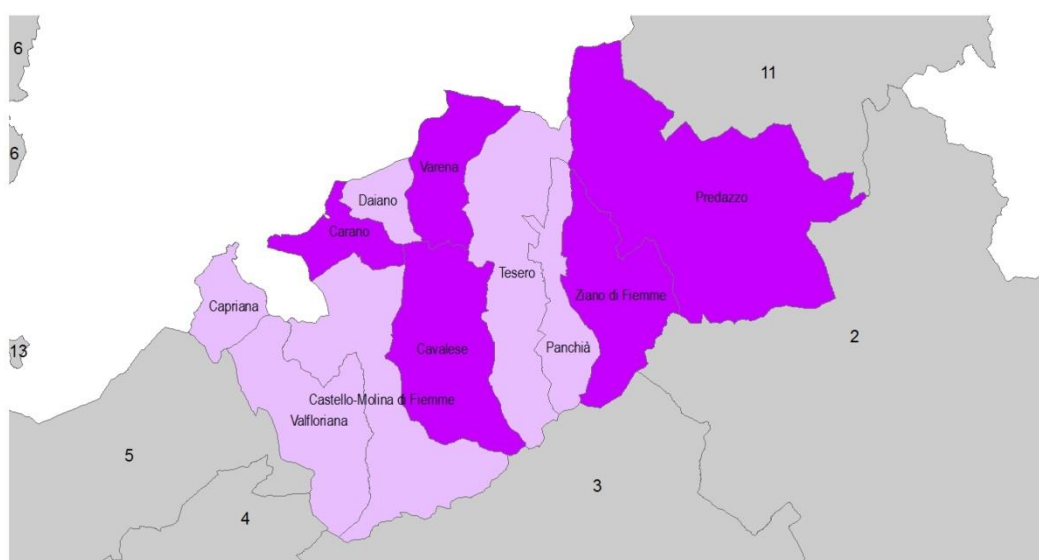 6
11
6
Varena
Daiano
Predazzo
Carano
Tesero
Capriana
Ziano di Fiemme
13
Cavalese
Panchià
2
Castello-Molina di Fiemme
Valfloriana
5
3
4